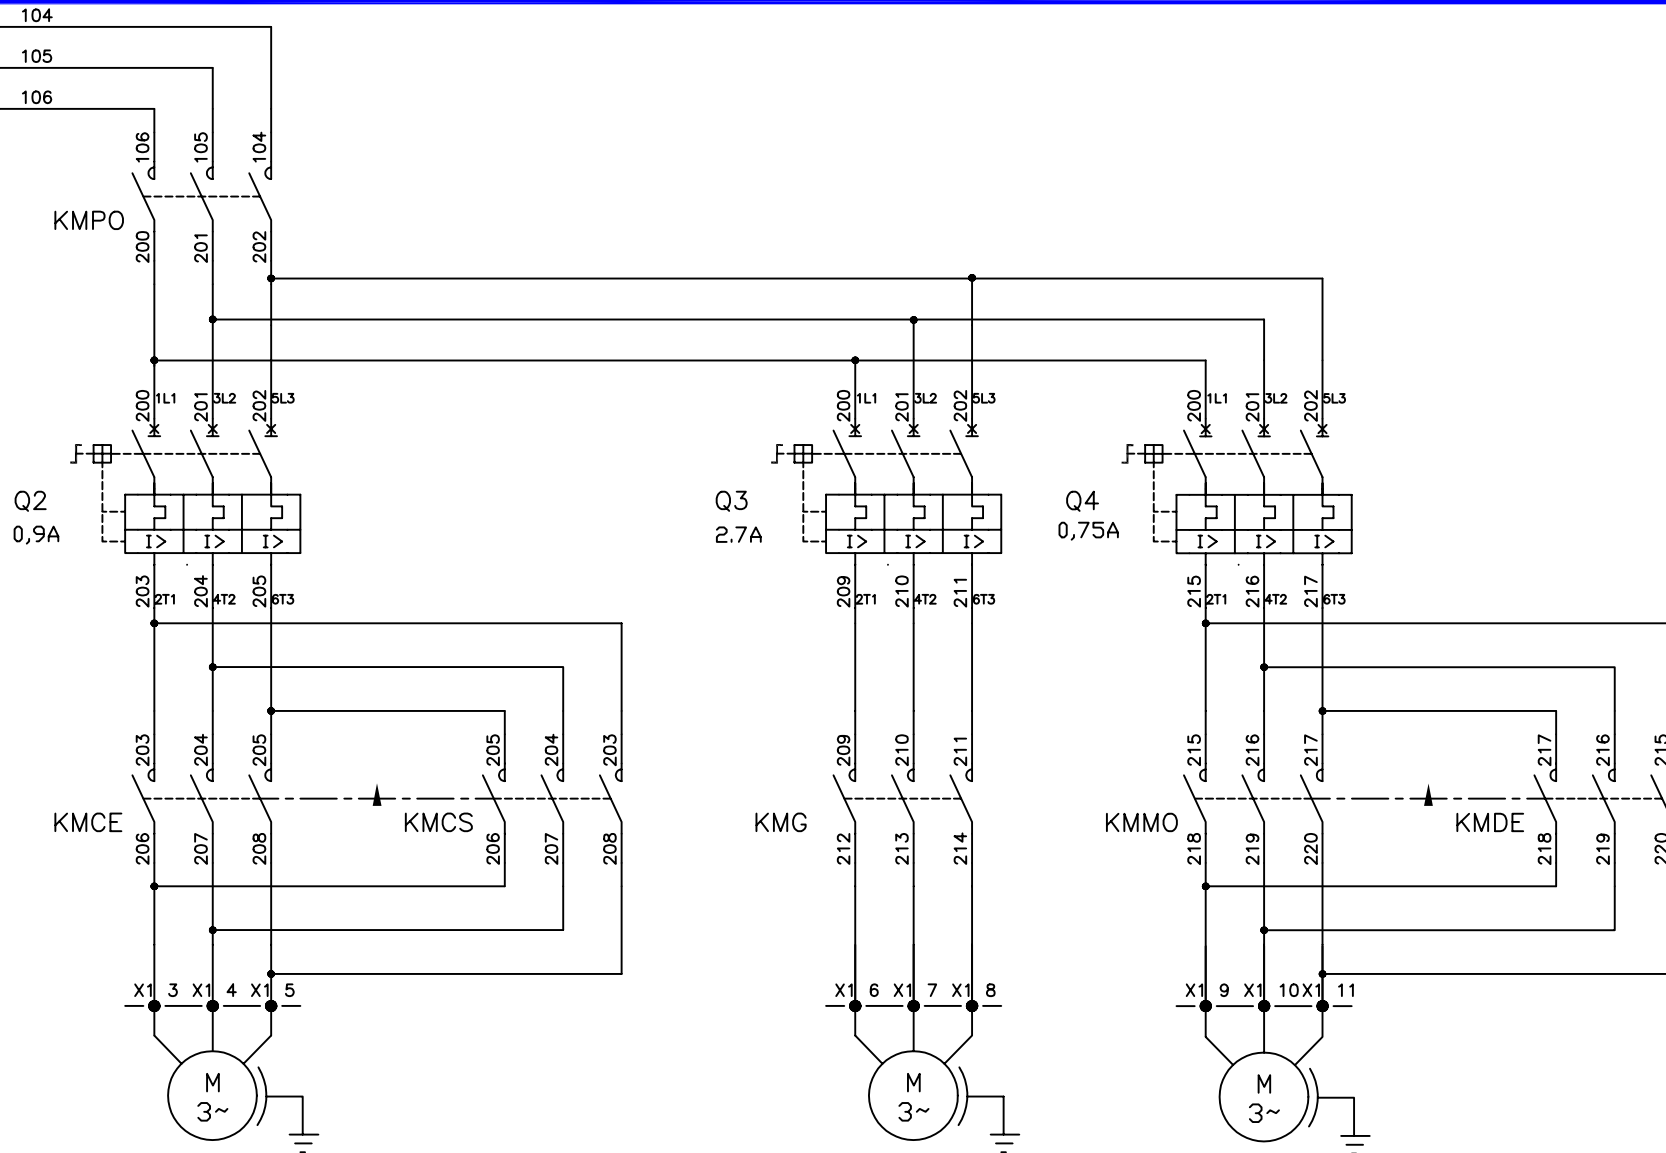 104
105
106
106 105 104
KMPO
200 201 202
200 1L1 201 3L2 202 5L3 200 1L1 201 3L2 202 5L3 200 1L1 201 3L2 202 5L3
Q2 Q3 Q4
0,9A 2.7A 0,75A
I> I> I> I> I> I> I> I> I>
203 2T1 204 4T2 205 6T3 209 2T1 210 4T2 211 6T3 215 2T1 216 4T2 217 6T3
203 204 205 205 204 203 209 210 211 215 216 217 217 216 215
KMCE KMCS KMG KMMO KMDE
206 207 208 206 207 208 212 213 214 218 219 220 218 219 220
X1 3 X1 4 X1 5 X1 6 X1 7 X1 8 X1 9 X1 10 X1 11
M M M
3~ 3~ 3~